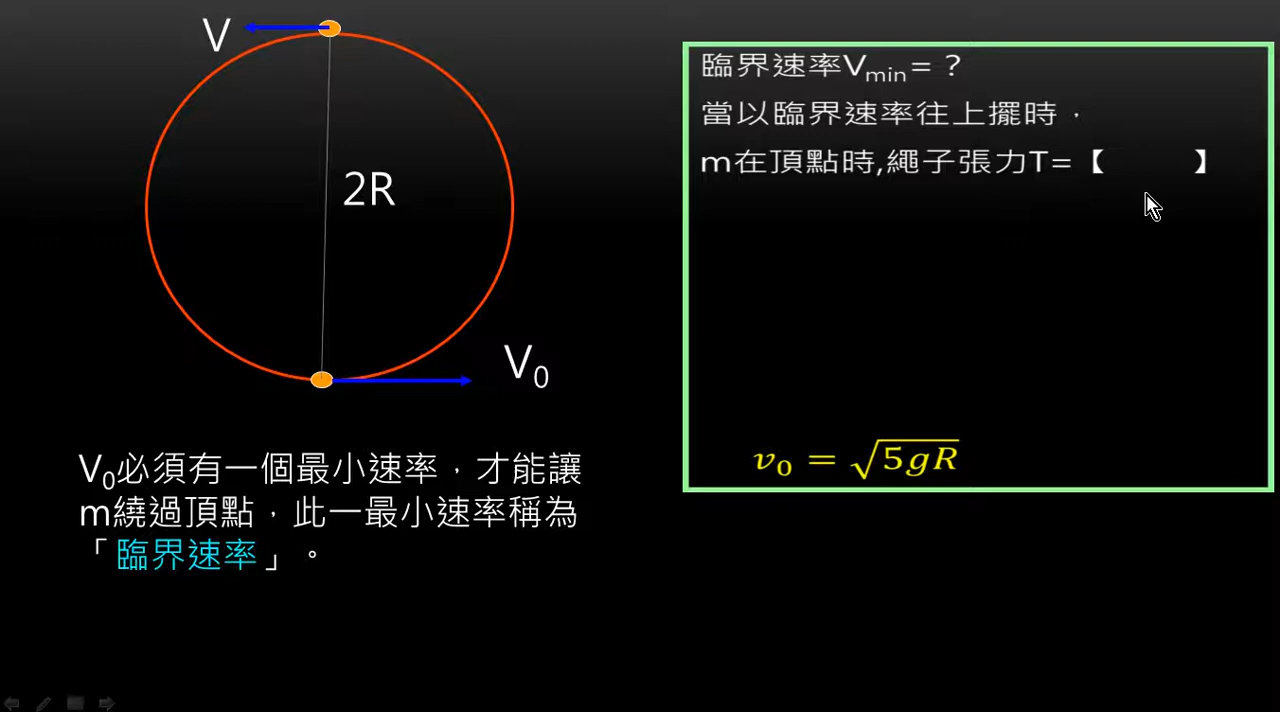 V
2R
V₀
V₀必須有一個最小速率，才能讓
m繞過頂點，此一最小速率稱為
「臨界速率」。
臨界速率Vₘᵢₙ=？
當以臨界速率往上擺時，
m在頂點時,繩子張力T=【 】
v₀ = √5gR